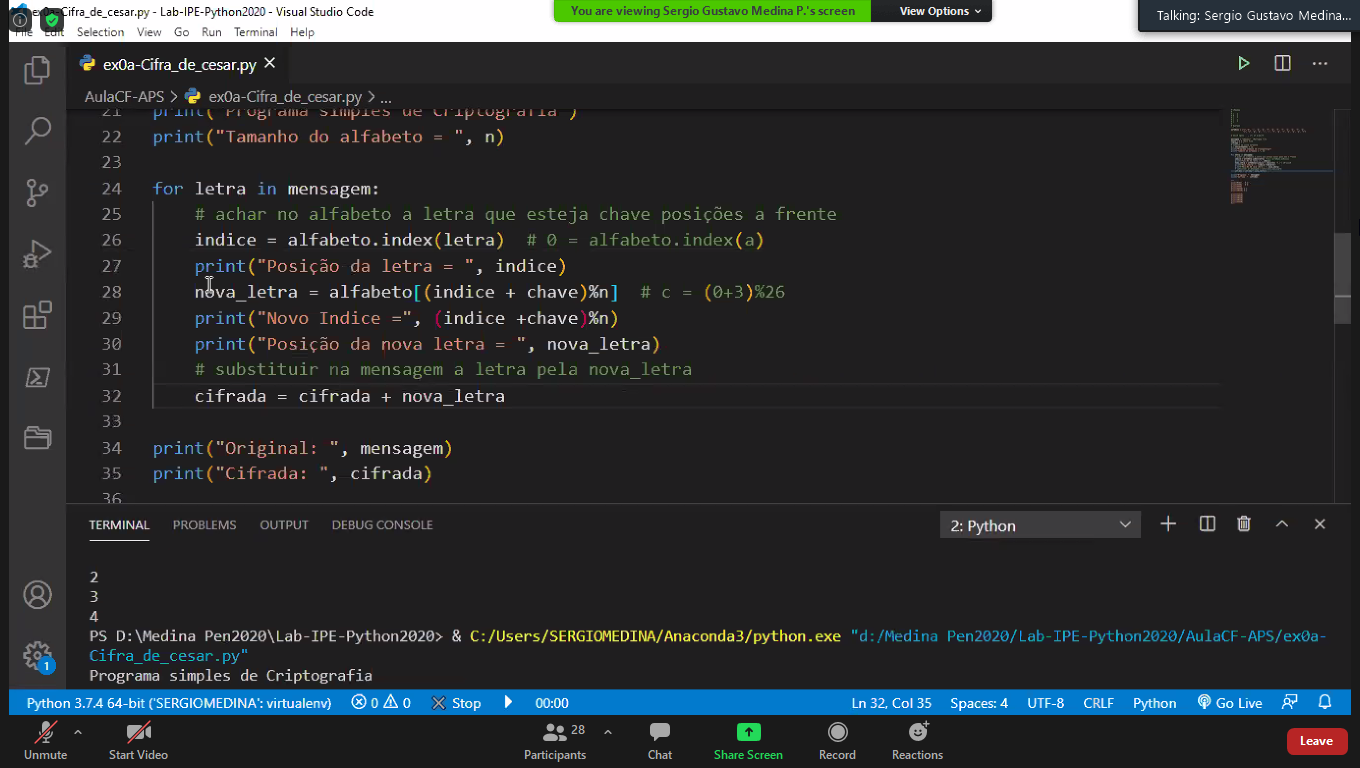 ex0a-Cifra_de_cesar.py - Lab-IPE-Python2020 - Visual Studio Code
You are viewing Sergio Gustavo Medina P.'s screen
View Options
Talking: Sergio Gustavo Medina...
File Edit Selection View Go Run Terminal Help
ex0a-Cifra_de_cesar.py
AulaCF-APS > ex0a-Cifra_de_cesar.py > ...
21 print("Programa simples de Criptografia")
22 print("Tamanho do alfabeto = ", n)
23
24 for letra in mensagem:
25 # achar no alfabeto a letra que esteja chave posições a frente
26 indice = alfabeto.index(letra) # 0 = alfabeto.index(a)
27 print("Posição da letra = ", indice)
28 nova_letra = alfabeto[(indice + chave)%n] # c = (0+3)%26
29 print("Novo Indice =", (indice +chave)%n)
30 print("Posição da nova letra = ", nova_letra)
31 # substituir na mensagem a letra pela nova_letra
32 cifrada = cifrada + nova_letra
33
34 print("Original: ", mensagem)
35 print("Cifrada: ", cifrada)
36
TERMINAL PROBLEMS OUTPUT DEBUG CONSOLE 2: Python
2
3
4
PS D:\Medina Pen2020\Lab-IPE-Python2020> & C:/Users/SERGIOMEDINA/Anaconda3/python.exe "d:/Medina Pen2020/Lab-IPE-Python2020/AulaCF-APS/ex0a-
Cifra_de_cesar.py"
Programa simples de Criptografia
1
Python 3.7.4 64-bit ('SERGIOMEDINA': virtualenv) 0 0 Stop 00:00 Ln 32, Col 35 Spaces: 4 UTF-8 CRLF Python Go Live
Unmute Start Video Participants 28 Chat Share Screen Record Reactions Leave